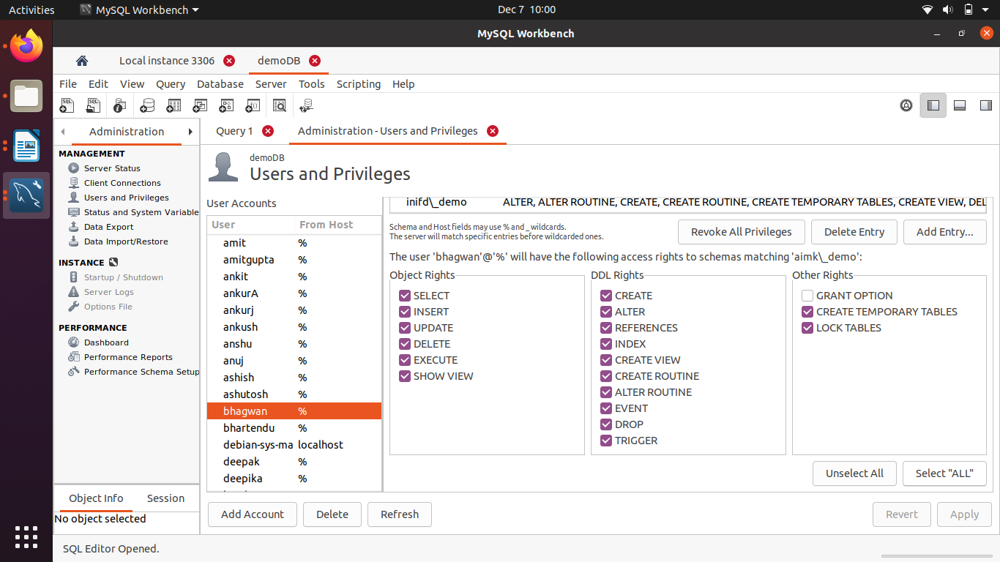 Activities MySQL Workbench Dec 7 10:00
MySQL Workbench
Local instance 3306 demoDB
File Edit View Query Database Server Tools Scripting Help
Administration
MANAGEMENT
Server Status
Client Connections
Users and Privileges
Status and System Variable
Data Export
Data Import/Restore
INSTANCE
Startup / Shutdown
Server Logs
Options File
PERFORMANCE
Dashboard
Performance Reports
Performance Schema Setup
Object Info Session
No object selected
Query 1 Administration - Users and Privileges
demoDB
Users and Privileges
User Accounts
User From Host
amit %
amitgupta %
ankit %
ankurA %
ankurj %
ankush %
anshu %
anuj %
ashish %
ashutosh %
bhagwan %
bhartendu %
debian-sys-ma localhost
deepak %
deepika %
inifd\_demo ALTER, ALTER ROUTINE, CREATE, CREATE ROUTINE, CREATE TEMPORARY TABLES, CREATE VIEW, DEL
Schema and Host fields may use % and _ wildcards.
The server will match specific entries before wildcarded ones.
Revoke All Privileges Delete Entry Add Entry...
The user 'bhagwan'@'%' will have the following access rights to schemas matching 'aimk\_demo':
Object Rights
SELECT
INSERT
UPDATE
DELETE
EXECUTE
SHOW VIEW
DDL Rights
CREATE
ALTER
REFERENCES
INDEX
CREATE VIEW
CREATE ROUTINE
ALTER ROUTINE
EVENT
DROP
TRIGGER
Other Rights
GRANT OPTION
CREATE TEMPORARY TABLES
LOCK TABLES
Unselect All Select "ALL"
Add Account Delete Refresh Revert Apply
SQL Editor Opened.